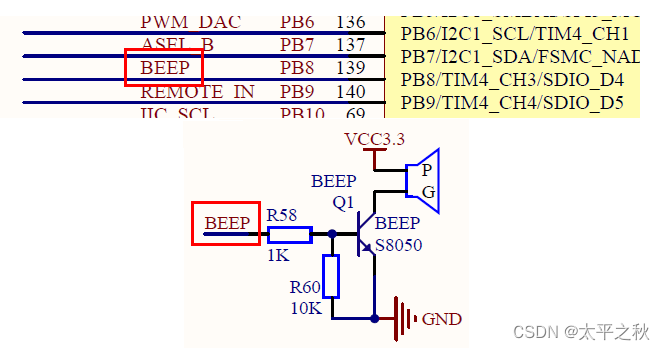 PWM_DAC PB6 136
PB6/I2C1_SCL/TIM4_CH1
ASEL_B PB7 137
PB7/I2C1_SDA/FSMC_NAD
BEEP PB8 139
PB8/TIM4_CH3/SDIO_D4
REMOTE_IN PB9 140
PB9/TIM4_CH4/SDIO_D5
IIC_SCL PB10 69
VCC3.3
P
G
BEEP
Q1
BEEP
S8050
BEEP
R58
1K
R60
10K
GND
CSDN @太平之秋